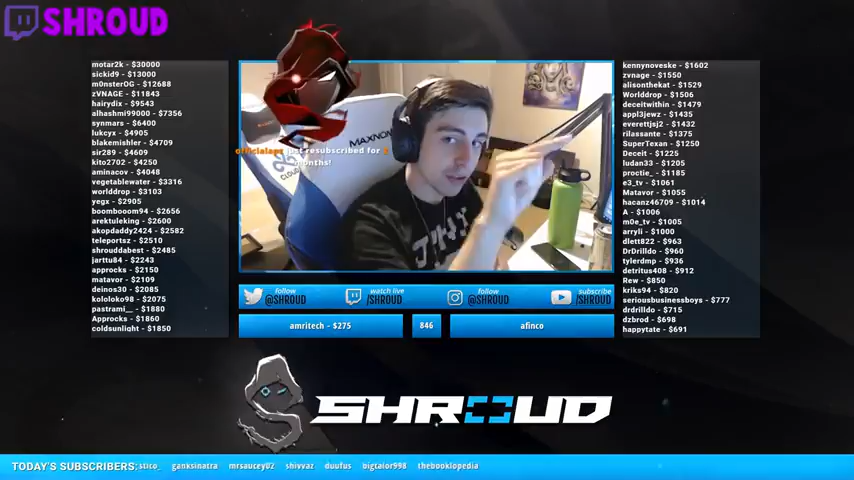 SHROUD
motar2k - $30000
sickid9 - $13000
m0nsterOG - $12688
zVNAGE - $11843
hairydix - $9543
alhashmi99000 - $7356
synmars - $6400
lukcyx - $4905
blakemishler - $4709
sir289 - $4609
kito2702 - $4250
aminacov - $4048
vegetablewater - $3316
worlddrop - $3103
yegx - $2905
boombooom94 - $2656
arektuleking - $2600
akopdaddy2424 - $2582
teleportsz - $2510
shrouddabest - $2485
jarttu84 - $2243
approcks - $2150
matavor - $2109
deinos30 - $2085
kololoko98 - $2075
pastrami__ - $1880
Approcks - $1860
coldsunlight - $1850
MAXNOM
CLOUD
just resubscribed for
months!
kennynoveske - $1602
zvnage - $1550
alisonthekat - $1529
Worlddrop - $1506
deceitwithin - $1479
appl3jewz - $1435
everettjsj2 - $1432
rilassante - $1375
SuperTexan - $1250
Deceit - $1225
ludan33 - $1205
proctie_ - $1185
e3_tv - $1061
Matavor - $1055
hacanz46709 - $1014
A - $1006
m0e_tv - $1005
arryli - $1000
dlett822 - $963
DrDrilldo - $960
tylerdmp - $936
detritus408 - $912
Rew - $850
kriks94 - $820
seriousbusinessboys - $777
drdrilldo - $715
dzbrod - $698
happytate - $691
follow
@SHROUD
watch live
/SHROUD
follow
@SHROUD
subscribe
/SHROUD
amritech - $275
846
afinco
SHROUD
TODAY'S SUBSCRIBERS: stico_ ganksinatra mrsaucey02 shivvaz duufus bigtalor998 thebooklopedia